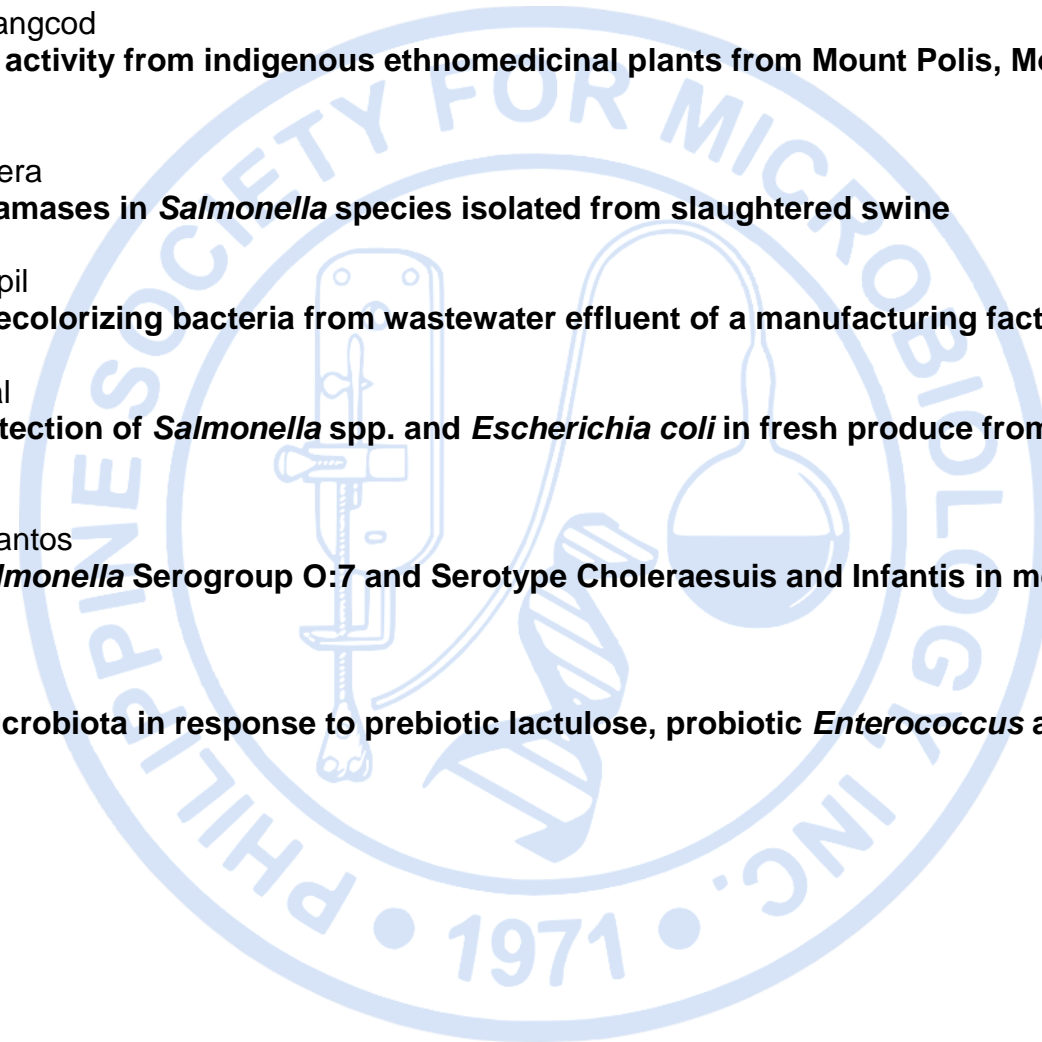 angcod
activity from indigenous ethnomedicinal plants from Mount Polis, Mo
era
amases in Salmonella species isolated from slaughtered swine
pil
ecolorizing bacteria from wastewater effluent of a manufacturing fact
al
tection of Salmonella spp. and Escherichia coli in fresh produce from
antos
lmonella Serogroup O:7 and Serotype Choleraesuis and Infantis in me
crobiota in response to prebiotic lactulose, probiotic Enterococcus a
PHILIPPINE SOCIETY FOR MICROBIOLOGY, INC.
• 1971 •